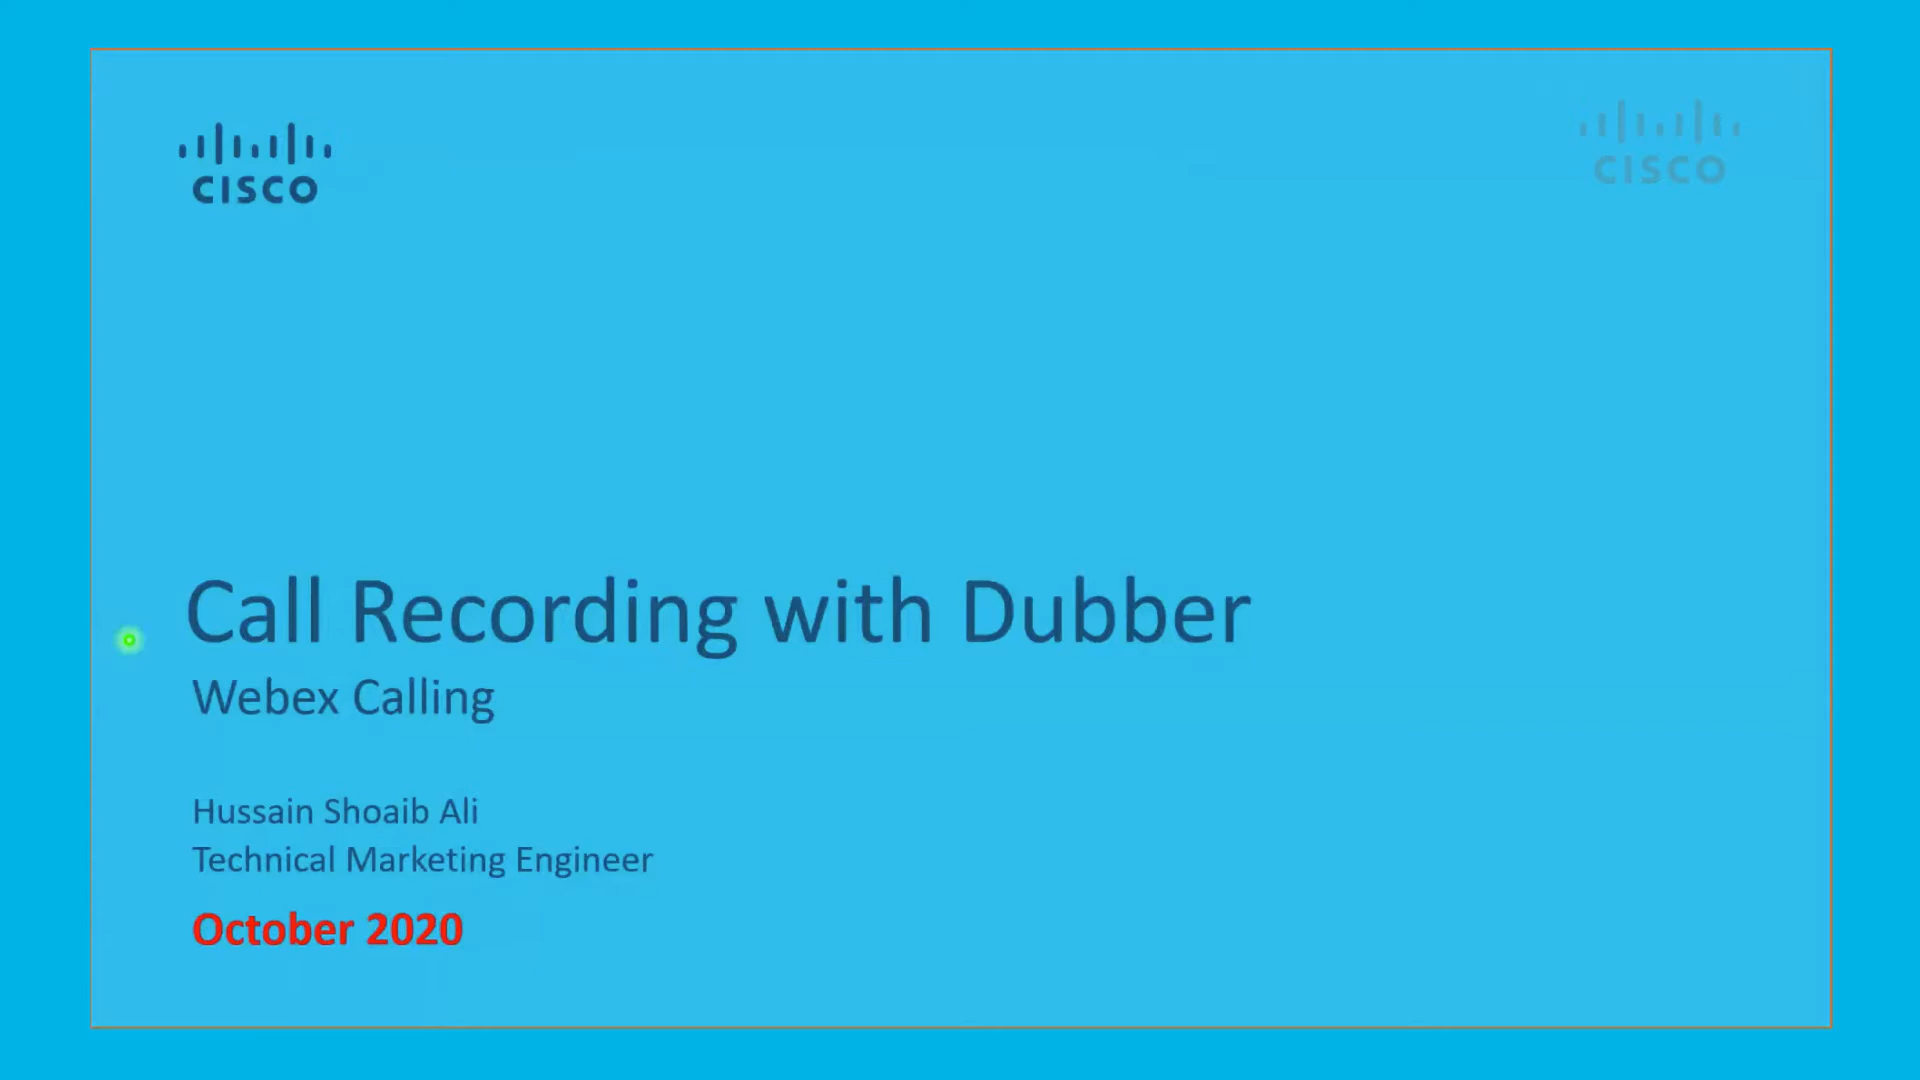 CISCO
CISCO
Call Recording with Dubber
Webex Calling
Hussain Shoaib Ali
Technical Marketing Engineer
October 2020